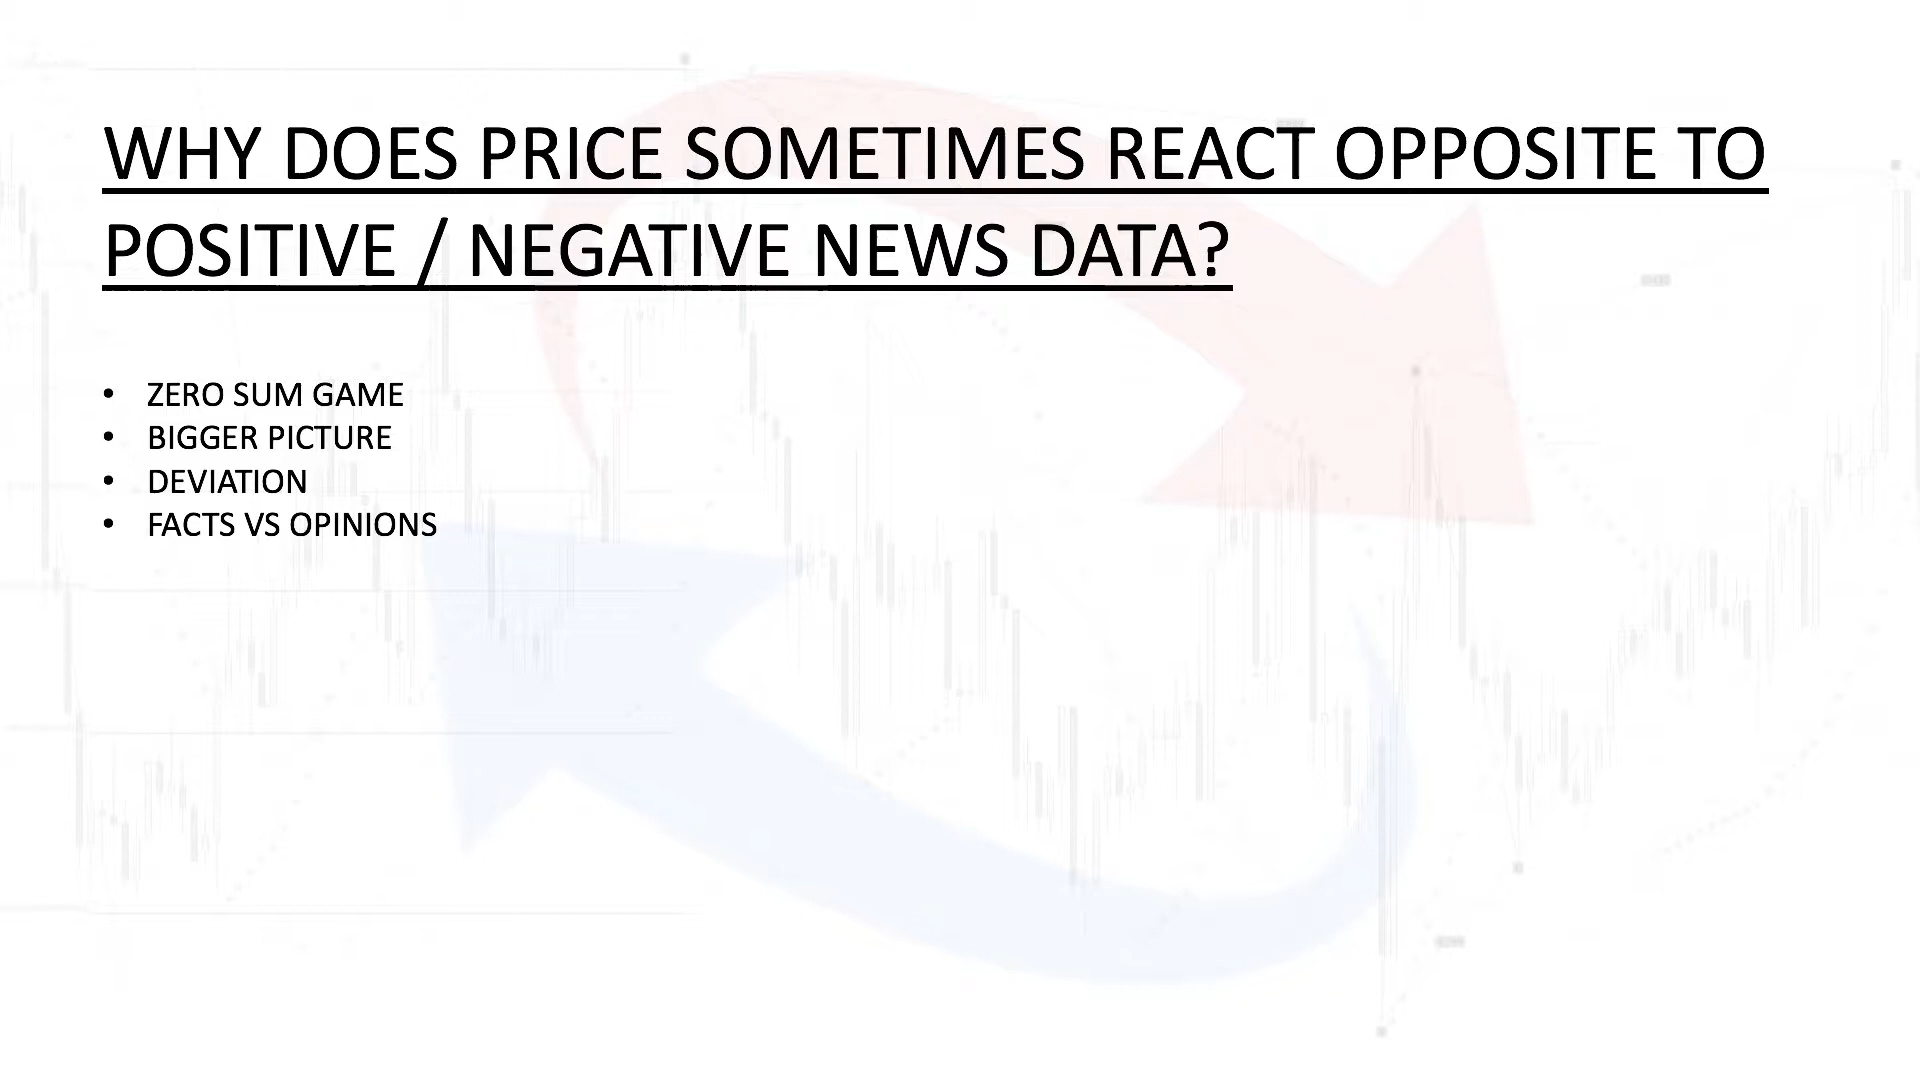 WHY DOES PRICE SOMETIMES REACT OPPOSITE TO
POSITIVE / NEGATIVE NEWS DATA?
• ZERO SUM GAME
• BIGGER PICTURE
• DEVIATION
• FACTS VS OPINIONS